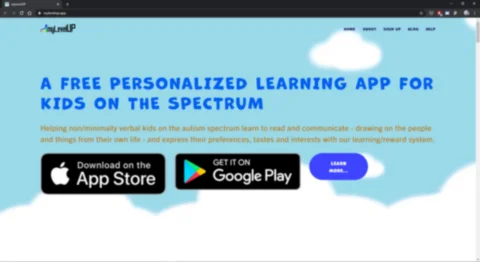 myLevelUP
HOME ABOUT SIGN UP BLOG HELP
A FREE PERSONALIZED LEARNING APP FOR
KIDS ON THE SPECTRUM
Helping non/minimally verbal kids on the autism spectrum learn to read and communicate - drawing on the people
and things from their own life - and express their preferences, tastes and interests with our learning/reward system.
Download on the
App Store
GET IT ON
Google Play
LEARN
MORE...